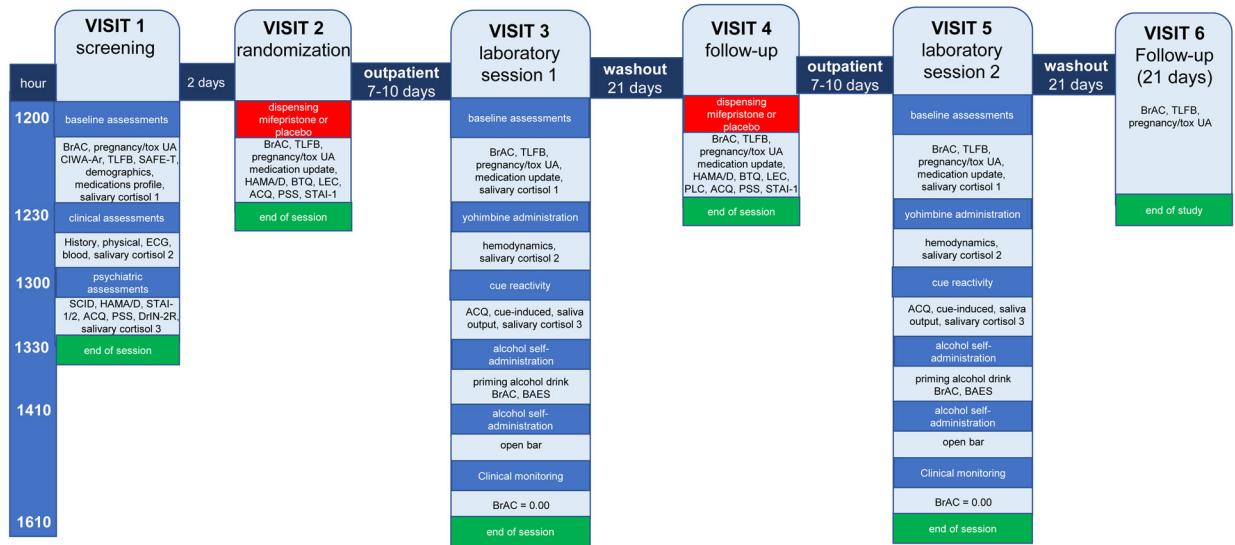 VISIT 1
screening
VISIT 2
randomization
VISIT 3
laboratory
session 1
VISIT 4
follow-up
VISIT 5
laboratory
session 2
VISIT 6
Follow-up
(21 days)
hour
2 days
outpatient
7-10 days
washout
21 days
outpatient
7-10 days
washout
21 days
1200
1230
1300
1330
1410
1610
baseline assessments
BrAC, pregnancy/tox UA
CIWA-Ar, TLFB, SAFE-T,
demographics,
medications profile,
salivary cortisol 1
clinical assessments
History, physical, ECG,
blood, salivary cortisol 2
psychiatric
assessments
SCID, HAMA/D, STAI-
1/2, ACQ, PSS, DrIN-2R,
salivary cortisol 3
end of session
dispensing
mifepristone or
placebo
BrAC, TLFB,
pregnancy/tox UA
medication update,
HAMA/D, BTQ, LEC,
ACQ, PSS, STAI-1
end of session
baseline assessments
BrAC, TLFB,
pregnancy/tox UA,
medication update,
salivary cortisol 1
yohimbine administration
hemodynamics,
salivary cortisol 2
cue reactivity
ACQ, cue-induced, saliva
output, salivary cortisol 3
alcohol self-
administration
priming alcohol drink
BrAC, BAES
alcohol self-
administration
open bar
Clinical monitoring
BrAC = 0.00
end of session
dispensing
mifepristone or
placebo
BrAC, TLFB,
pregnancy/tox UA
medication update,
HAMA/D, BTQ, LEC,
PLC, ACQ, PSS, STAI-1
end of session
baseline assessments
BrAC, TLFB,
pregnancy/tox UA,
medication update,
salivary cortisol 1
yohimbine administration
hemodynamics,
salivary cortisol 2
cue reactivity
ACQ, cue-induced, saliva
output, salivary cortisol 3
alcohol self-
administration
priming alcohol drink
BrAC, BAES
alcohol self-
administration
open bar
Clinical monitoring
BrAC = 0.00
end of session
BrAC, TLFB,
pregnancy/tox UA
end of study